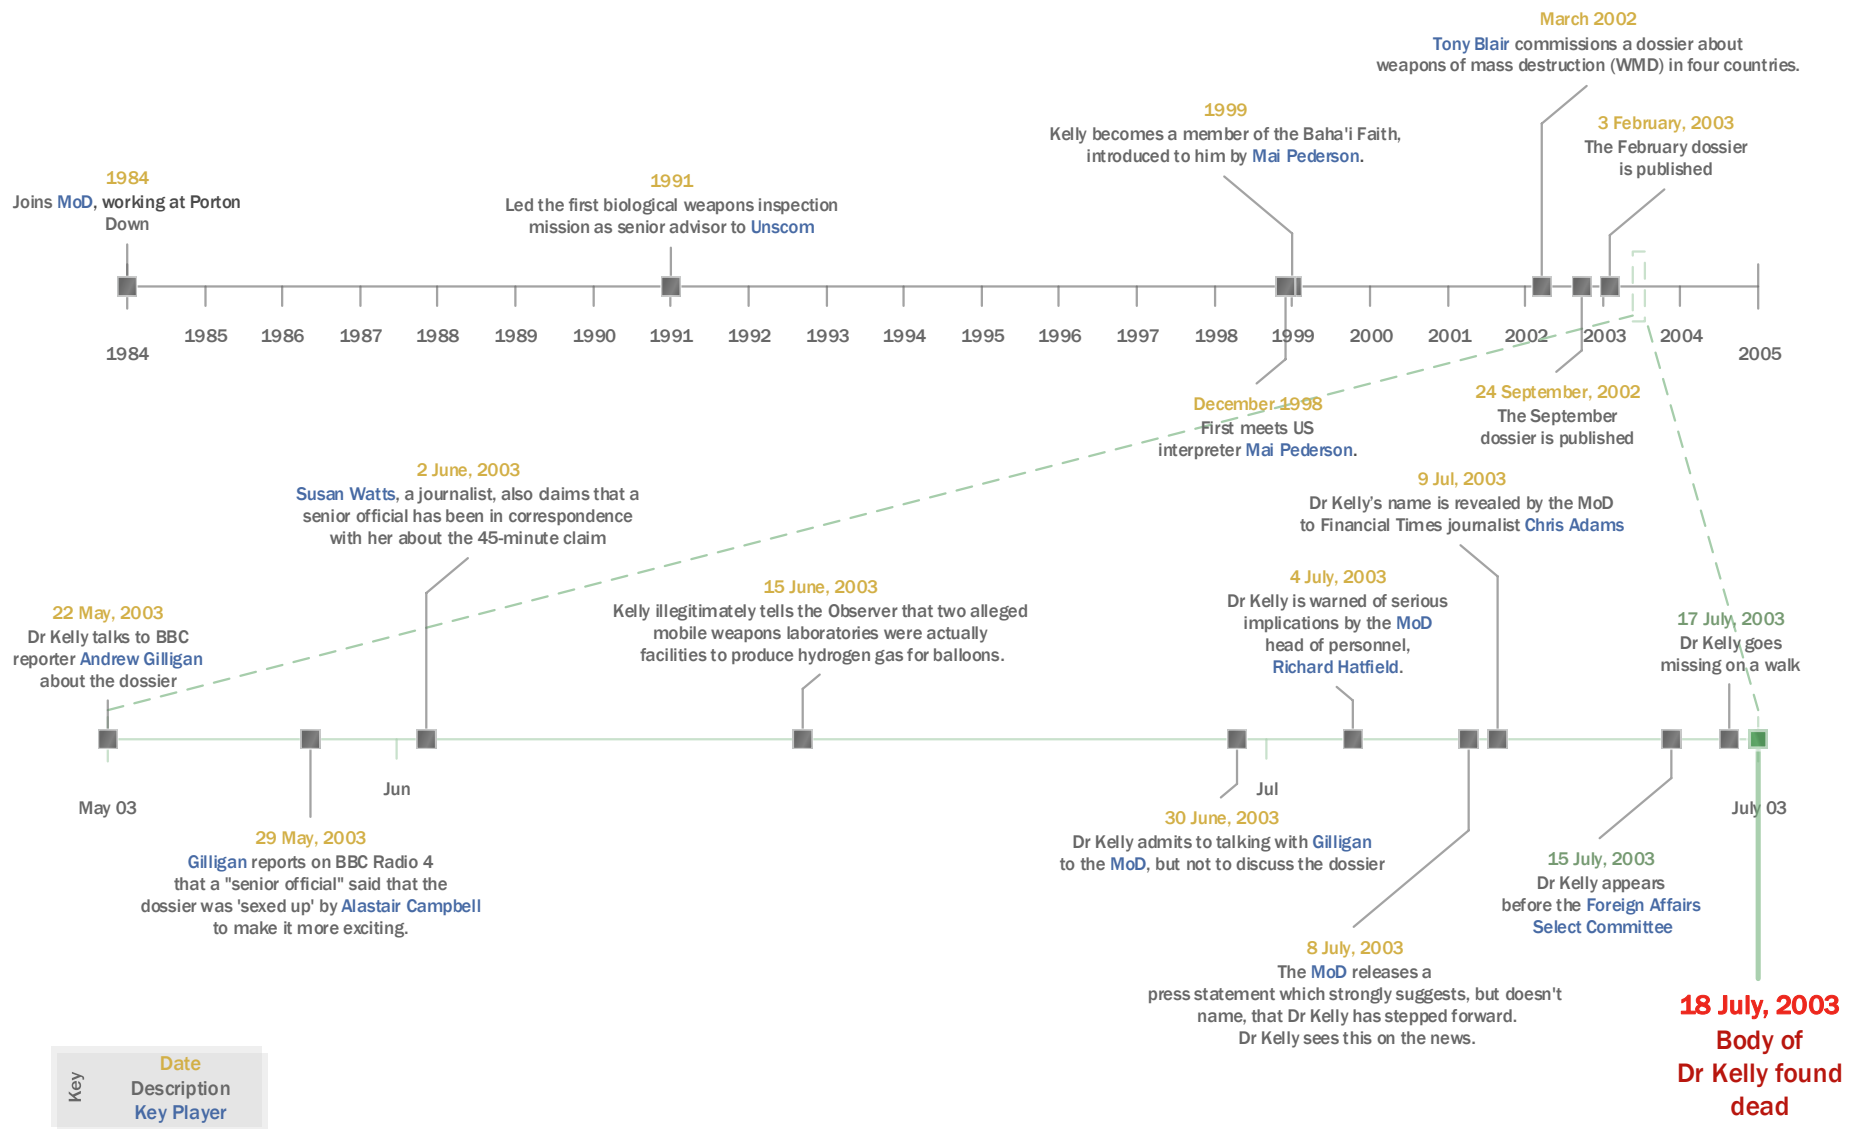 March 2002
Tony Blair commissions a dossier about
weapons of mass destruction (WMD) in four countries.
1999
Kelly becomes a member of the Baha'i Faith,
introduced to him by Mai Pederson.
3 February, 2003
The February dossier
is published
1984
Joins MoD, working at Porton
Down
1991
Led the first biological weapons inspection
mission as senior advisor to Unscom
1984
1985
1986
1987
1988
1989
1990
1991
1992
1993
1994
1995
1996
1997
1998
1999
2000
2001
2002
2003
2004
2005
December 1998
First meets US
interpreter Mai Pederson.
24 September, 2002
The September
dossier is published
2 June, 2003
Susan Watts, a journalist, also claims that a
senior official has been in correspondence
with her about the 45-minute claim
9 Jul, 2003
Dr Kelly's name is revealed by the MoD
to Financial Times journalist Chris Adams
22 May, 2003
Dr Kelly talks to BBC
reporter Andrew Gilligan
about the dossier
15 June, 2003
Kelly illegitimately tells the Observer that two alleged
mobile weapons laboratories were actually
facilities to produce hydrogen gas for balloons.
4 July, 2003
Dr Kelly is warned of serious
implications by the MoD
head of personnel,
Richard Hatfield.
17 July, 2003
Dr Kelly goes
missing on a walk
May 03
Jun
Jul
July 03
29 May, 2003
Gilligan reports on BBC Radio 4
that a "senior official" said that the
dossier was 'sexed up' by Alastair Campbell
to make it more exciting.
30 June, 2003
Dr Kelly admits to talking with Gilligan
to the MoD, but not to discuss the dossier
15 July, 2003
Dr Kelly appears
before the Foreign Affairs
Select Committee
8 July, 2003
The MoD releases a
press statement which strongly suggests, but doesn't
name, that Dr Kelly has stepped forward.
Dr Kelly sees this on the news.
18 July, 2003
Body of
Dr Kelly found
dead
Key
Date
Description
Key Player